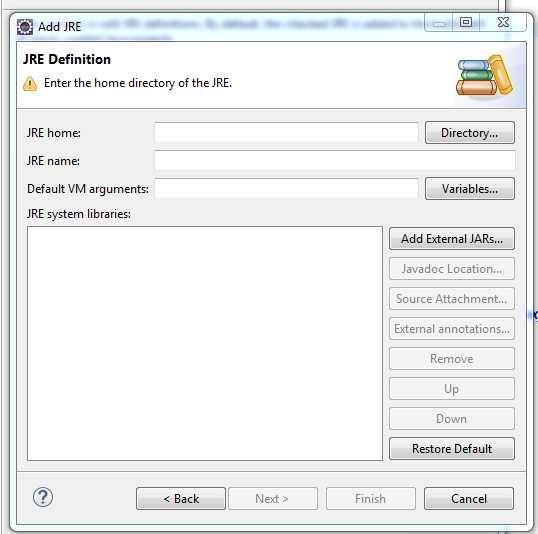 Add JRE
JRE Definition
Enter the home directory of the JRE.
JRE home:
Directory...
JRE name:
Default VM arguments:
Variables...
JRE system libraries:
Add External JARs...
Javadoc Location...
Source Attachment...
External annotations...
Remove
Up
Down
Restore Default
?
< Back
Next >
Finish
Cancel